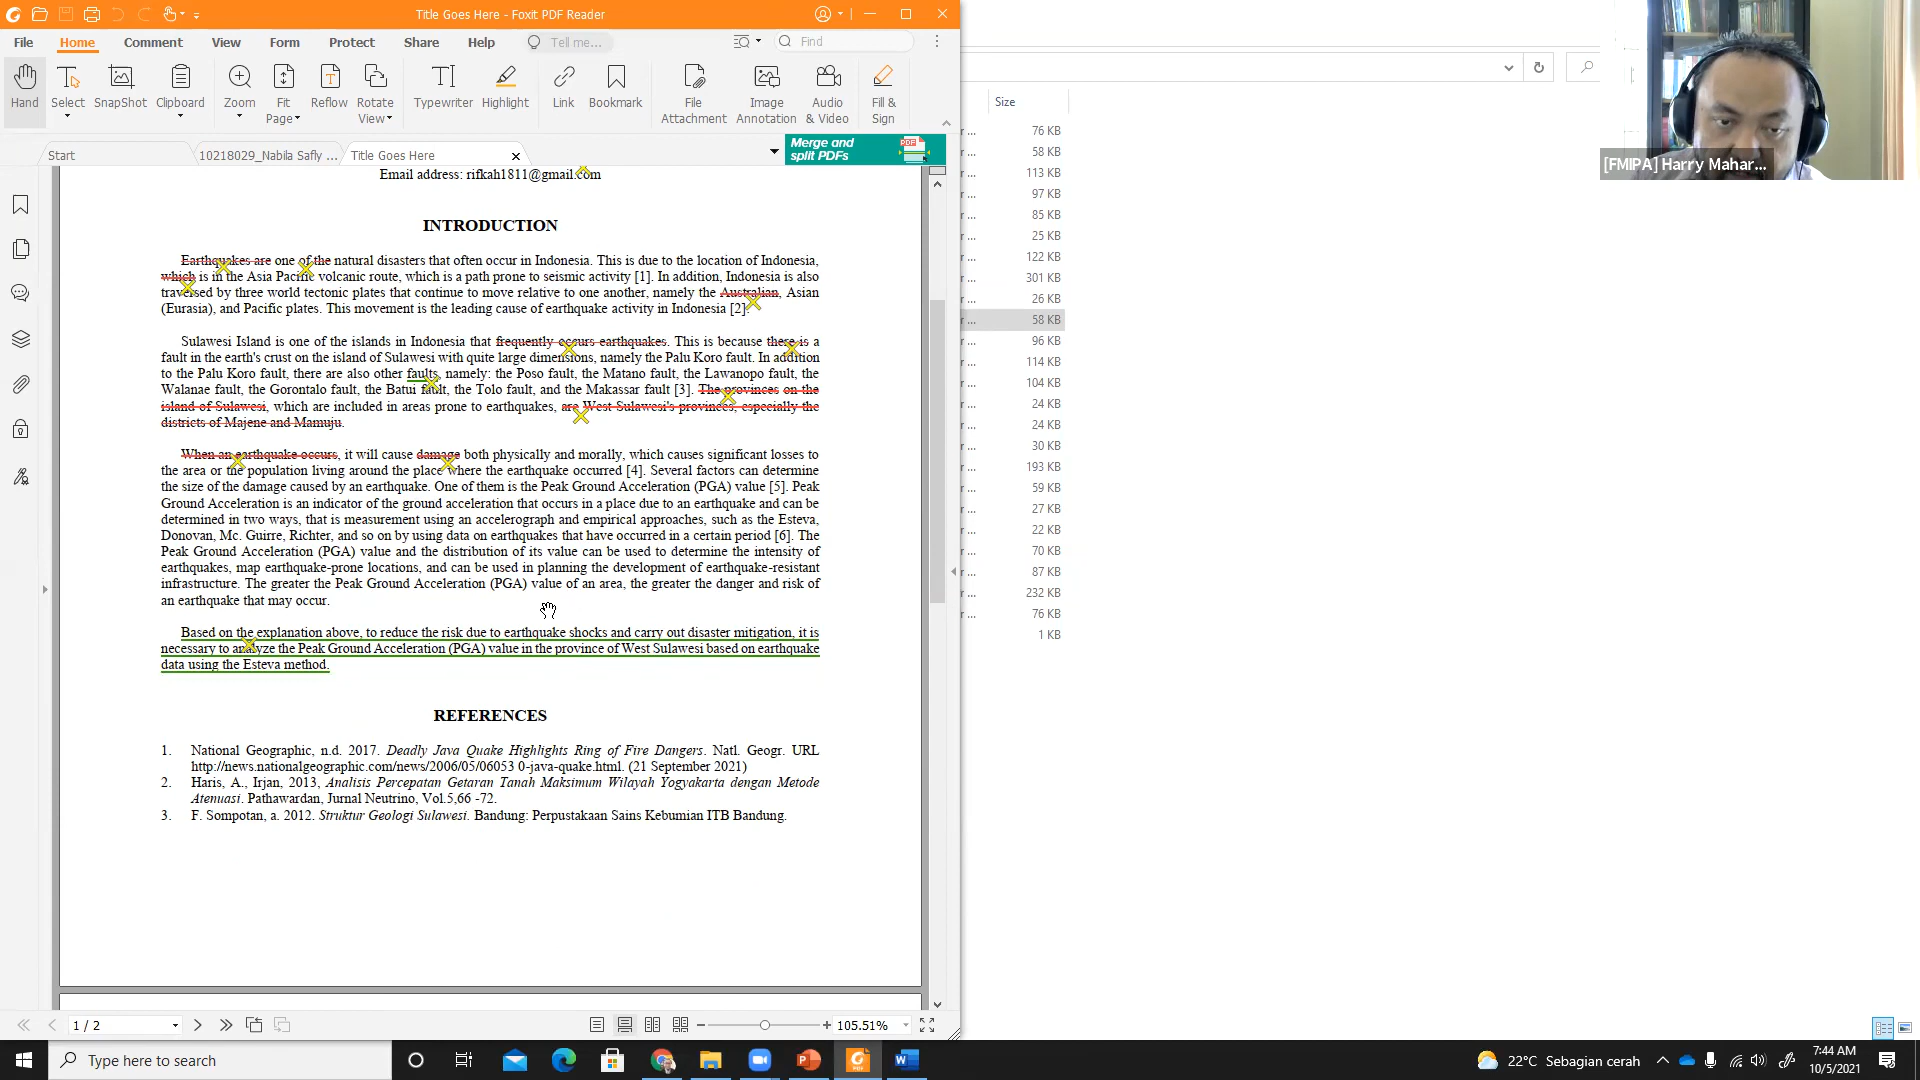 Title Goes Here - Foxit PDF Reader
File Home Comment View Form Protect Share Help Tell me... Find
Hand Select SnapShot Clipboard Zoom Fit Page Reflow Rotate View Typewriter Highlight Link Bookmark File Attachment Image Annotation Audio & Video Fill & Sign
Start 10218029_Nabila Safly ... Title Goes Here
Merge and
split PDFs
PDF
Email address: rifkah1811@gmail.com
INTRODUCTION
Earthquakes are one of the natural disasters that often occur in Indonesia. This is due to the location of Indonesia,
which is in the Asia Pacific volcanic route, which is a path prone to seismic activity [1]. In addition, Indonesia is also
traversed by three world tectonic plates that continue to move relative to one another, namely the Australian, Asian
(Eurasia), and Pacific plates. This movement is the leading cause of earthquake activity in Indonesia [2].
Sulawesi Island is one of the islands in Indonesia that frequently occurs earthquakes. This is because there is a
fault in the earth's crust on the island of Sulawesi with quite large dimensions, namely the Palu Koro fault. In addition
to the Palu Koro fault, there are also other faults, namely: the Poso fault, the Matano fault, the Lawanopo fault, the
Walanae fault, the Gorontalo fault, the Batui fault, the Tolo fault, and the Makassar fault [3]. The provinces on the
island of Sulawesi, which are included in areas prone to earthquakes, are West Sulawesi's provinces, especially the
districts of Majene and Mamuju.
When an earthquake occurs, it will cause damage both physically and morally, which causes significant losses to
the area or the population living around the place where the earthquake occurred [4]. Several factors can determine
the size of the damage caused by an earthquake. One of them is the Peak Ground Acceleration (PGA) value [5]. Peak
Ground Acceleration is an indicator of the ground acceleration that occurs in a place due to an earthquake and can be
determined in two ways, that is measurement using an accelerograph and empirical approaches, such as the Esteva,
Donovan, Mc. Guirre, Richter, and so on by using data on earthquakes that have occurred in a certain period [6]. The
Peak Ground Acceleration (PGA) value and the distribution of its value can be used to determine the intensity of
earthquakes, map earthquake-prone locations, and can be used in planning the development of earthquake-resistant
infrastructure. The greater the Peak Ground Acceleration (PGA) value of an area, the greater the danger and risk of
an earthquake that may occur.
Based on the explanation above, to reduce the risk due to earthquake shocks and carry out disaster mitigation, it is
necessary to analyze the Peak Ground Acceleration (PGA) value in the province of West Sulawesi based on earthquake
data using the Esteva method.
REFERENCES
1. National Geographic, n.d. 2017. Deadly Java Quake Highlights Ring of Fire Dangers. Natl. Geogr. URL
http://news.nationalgeographic.com/news/2006/05/06053 0-java-quake.html. (21 September 2021)
2. Haris, A., Irjan, 2013, Analisis Percepatan Getaran Tanah Maksimum Wilayah Yogyakarta dengan Metode
Atenuasi. Pathawardan, Jurnal Neutrino, Vol.5,66 -72.
3. F. Sompotan, a. 2012. Struktur Geologi Sulawesi. Bandung: Perpustakaan Sains Kebumian ITB Bandung.
1 / 2
105.51%
Size
r ... 76 KB
r ... 58 KB
r ... 113 KB
r ... 97 KB
r ... 85 KB
r ... 25 KB
r ... 122 KB
r ... 301 KB
r ... 26 KB
r ... 58 KB
r ... 96 KB
r ... 114 KB
r ... 104 KB
r ... 24 KB
r ... 24 KB
r ... 30 KB
r ... 193 KB
r ... 59 KB
r ... 27 KB
r ... 22 KB
r ... 70 KB
r ... 87 KB
r ... 232 KB
r ... 76 KB
1 KB
[FMIPA] Harry Mahar...
Type here to search
22°C Sebagian cerah
7:44 AM
10/5/2021